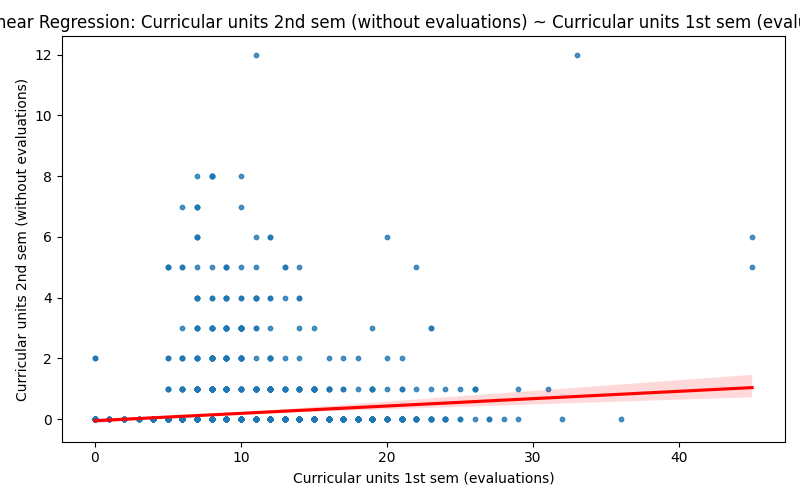 near Regression: Curricular units 2nd sem (without evaluations) ~ Curricular units 1st sem (evalu
12
10
8
6
4
2
0
Curricular units 2nd sem (without evaluations)
0 10 20 30 40
Curricular units 1st sem (evaluations)